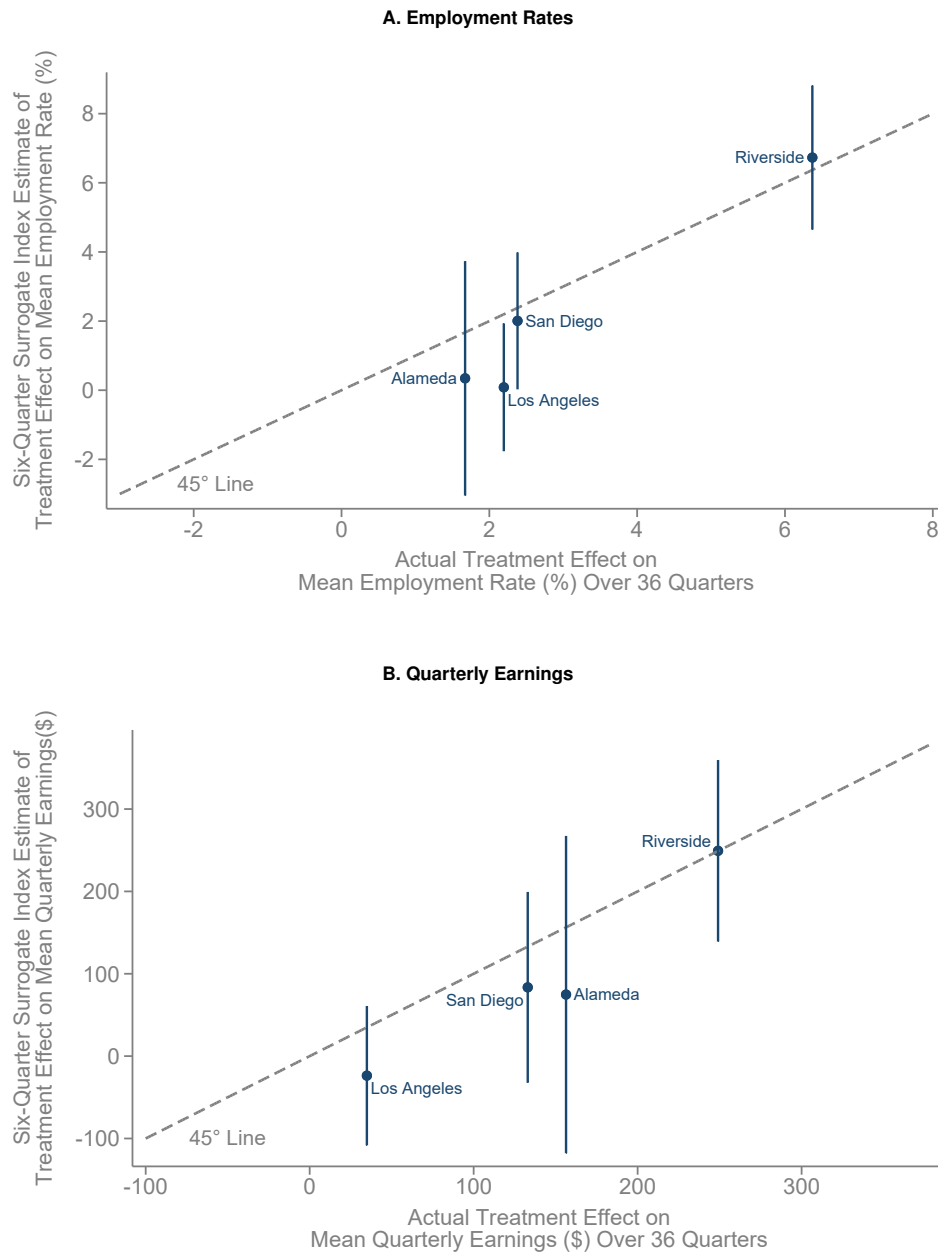 A. Employment Rates
Six-Quarter Surrogate Index Estimate of
Treatment Effect on Mean Employment Rate (%)
8
6
4
2
0
-2
Riverside
San Diego
Alameda
Los Angeles
45° Line
-2 0 2 4 6 8
Actual Treatment Effect on
Mean Employment Rate (%) Over 36 Quarters
B. Quarterly Earnings
Six-Quarter Surrogate Index Estimate of
Treatment Effect on Mean Quarterly Earnings($)
300
200
100
0
-100
Riverside
San Diego
Alameda
Los Angeles
45° Line
-100 0 100 200 300
Actual Treatment Effect on
Mean Quarterly Earnings ($) Over 36 Quarters